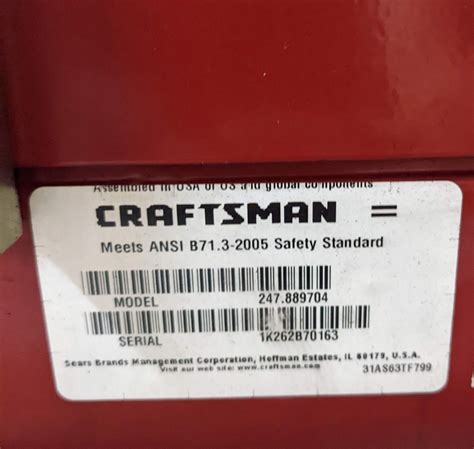 Assembled in USA of US and global components
CRAFTSMAN
Meets ANSI B71.3-2005 Safety Standard
MODEL 247.889704
SERIAL 1K262B70163
Sears Brands Management Corporation, Hoffman Estates, IL 60179, U.S.A.
Visit our web site: www.craftsman.com 31AS63TF799